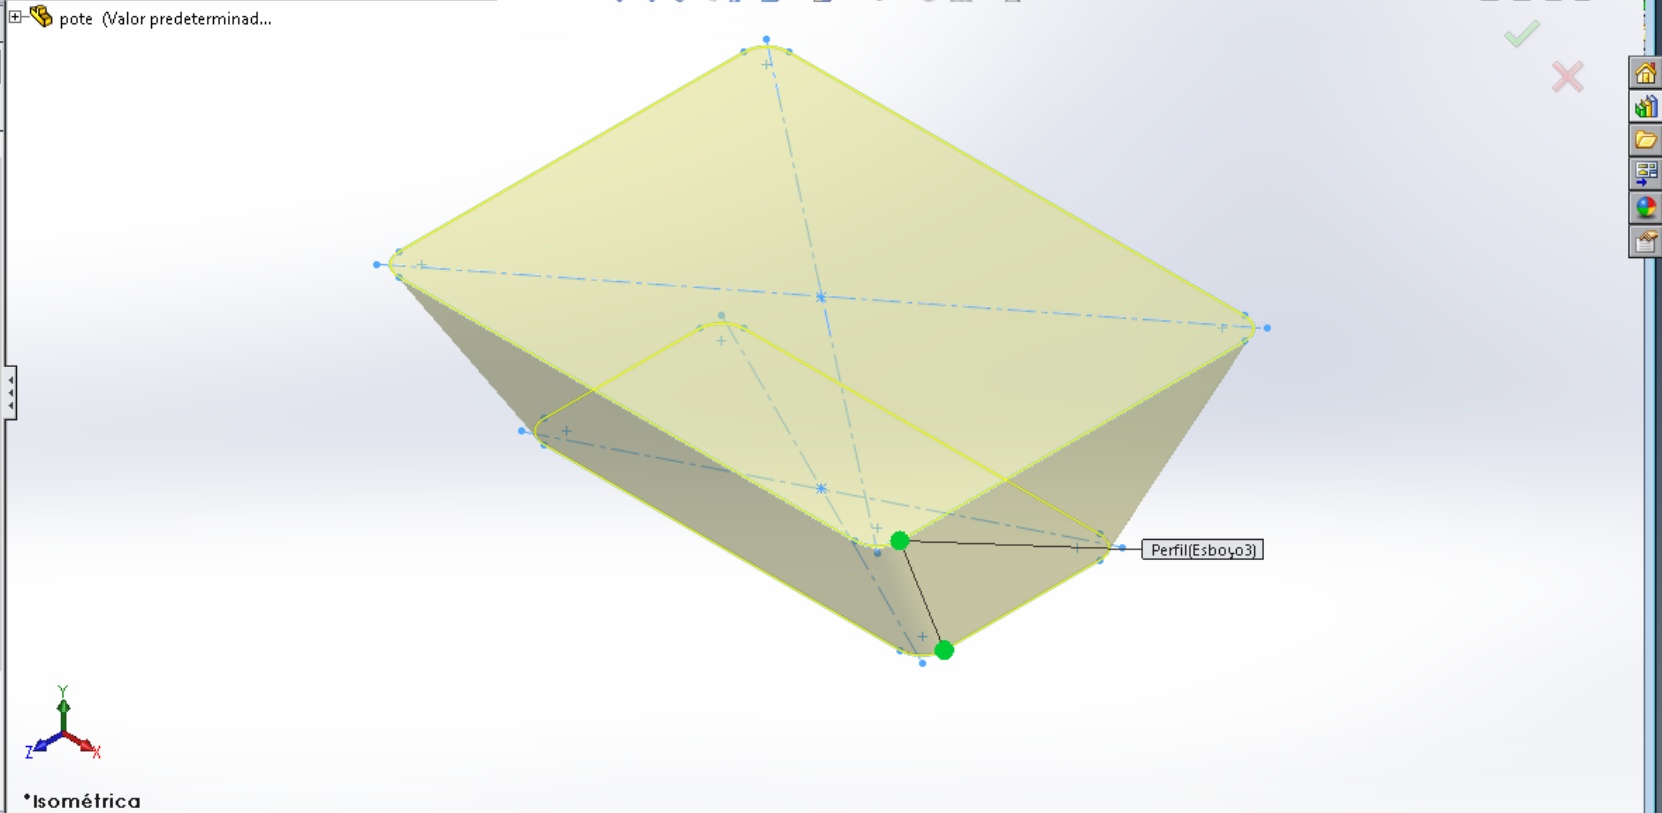 pote (Valor predeterminad...
Perfil(Esboço3)
Y
Z
X
*Isométrica